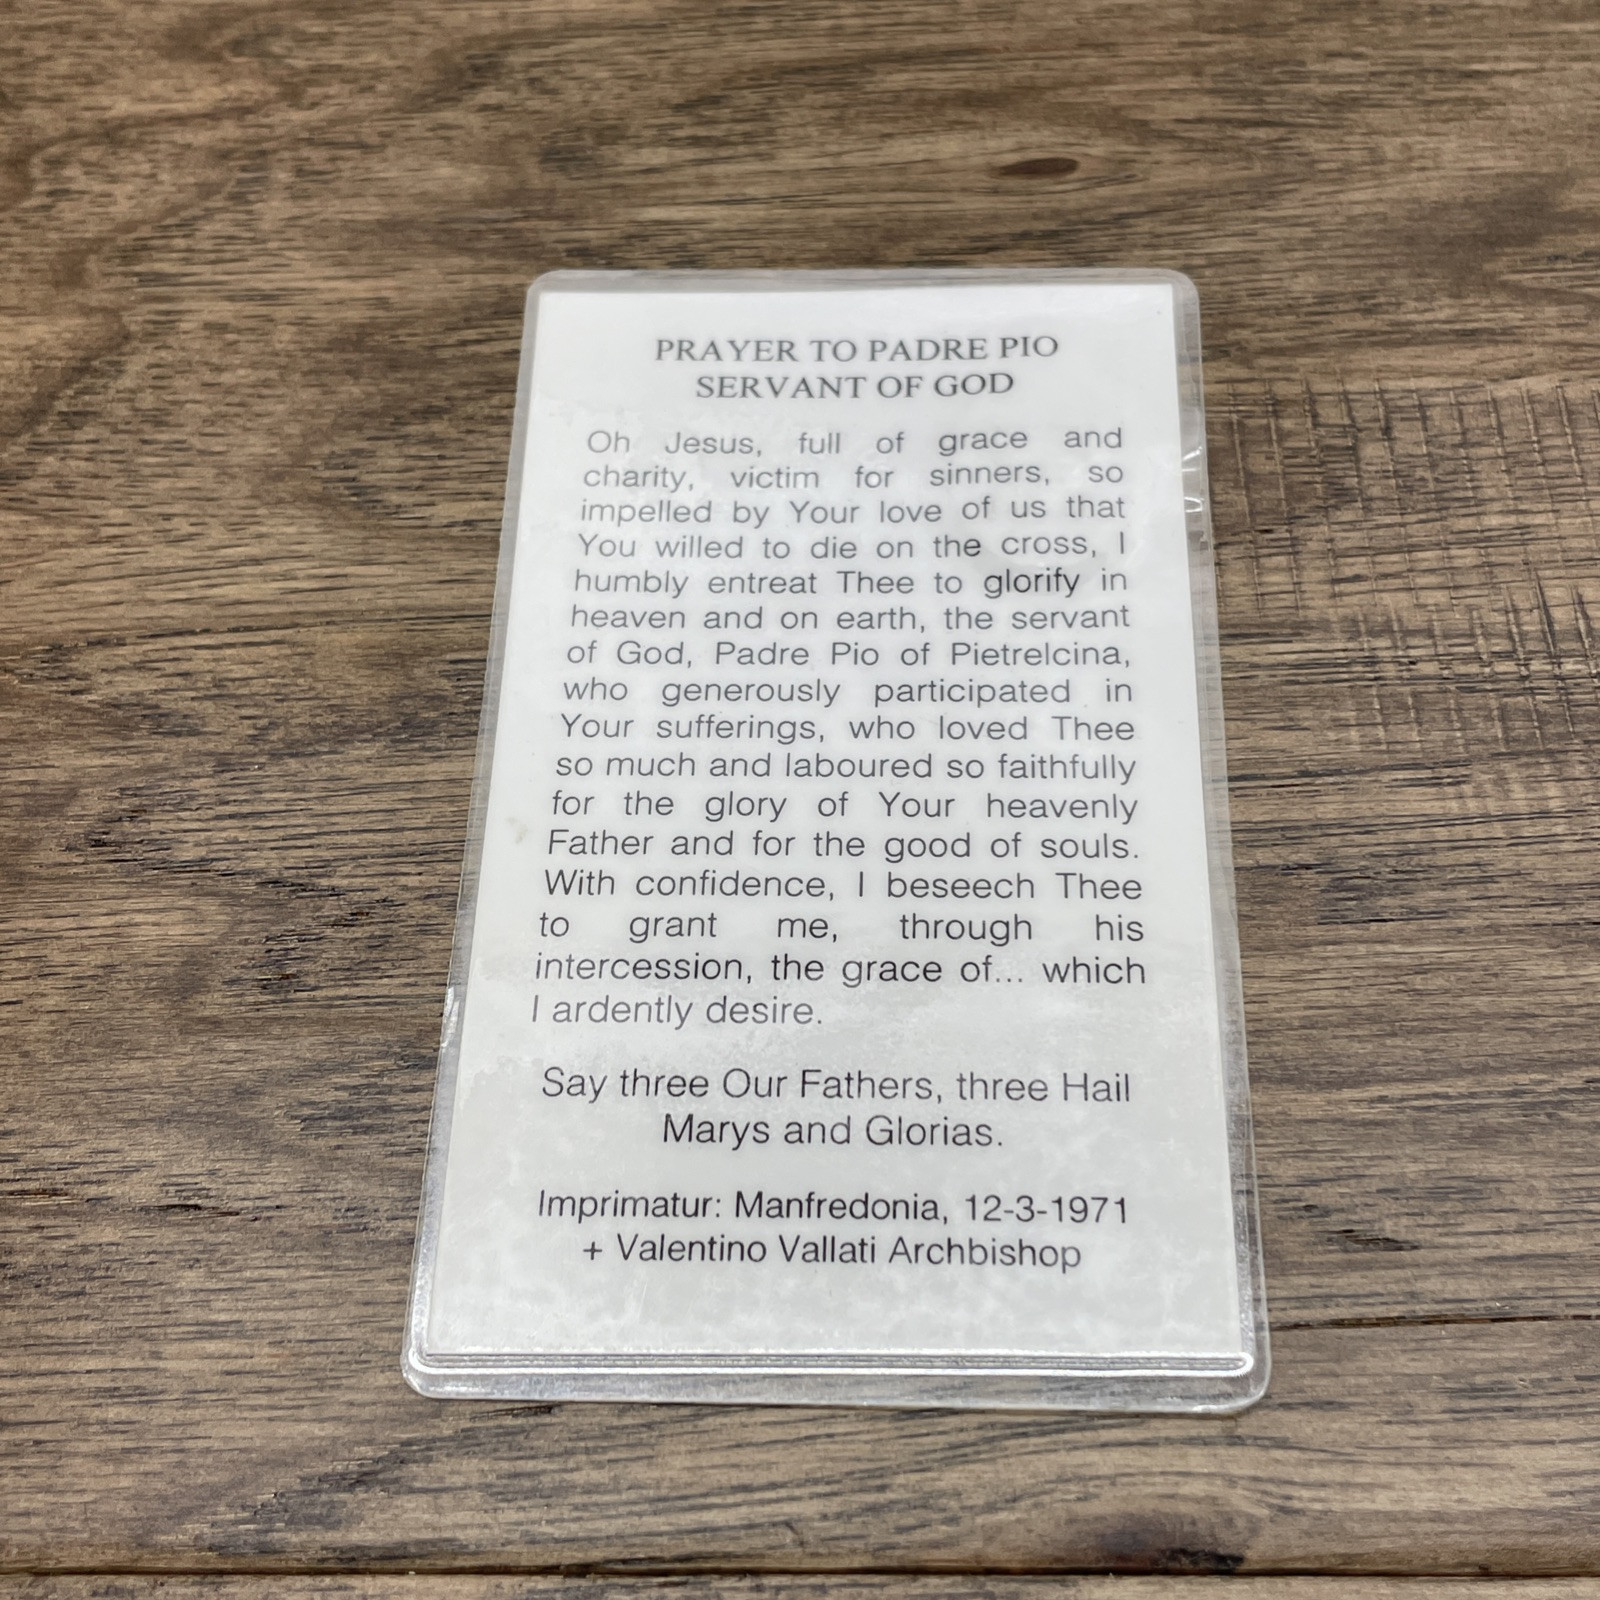 PRAYER TO PADRE PIO
SERVANT OF GOD
Oh Jesus, full of grace and
charity, victim for sinners, so
impelled by Your love of us that
You willed to die on the cross, I
humbly entreat Thee to glorify in
heaven and on earth, the servant
of God, Padre Pio of Pietrelcina,
who generously participated in
Your sufferings, who loved Thee
so much and laboured so faithfully
for the glory of Your heavenly
Father and for the good of souls.
With confidence, I beseech Thee
to grant me, through his
intercession, the grace of... which
I ardently desire.
Say three Our Fathers, three Hail
Marys and Glorias.
Imprimatur: Manfredonia, 12-3-1971
+ Valentino Vallati Archbishop